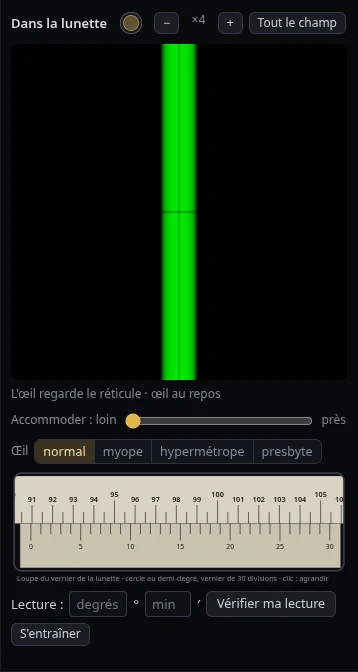 Dans la lunette − ×4 + Tout le champ
L'œil regarde le réticule · œil au repos
Accommoder : loin près
Œil normal myope hypermétrope presbyte
91 92 93 94 95 96 97 98 99 100 101 102 103 104 105
0 5 10 15 20 25 30
Loupe du vernier de la lunette · cercle au demi-degré, vernier de 30 divisions · clic : agrandir
Lecture : degrés ° min ′ Vérifier ma lecture
S'entraîner